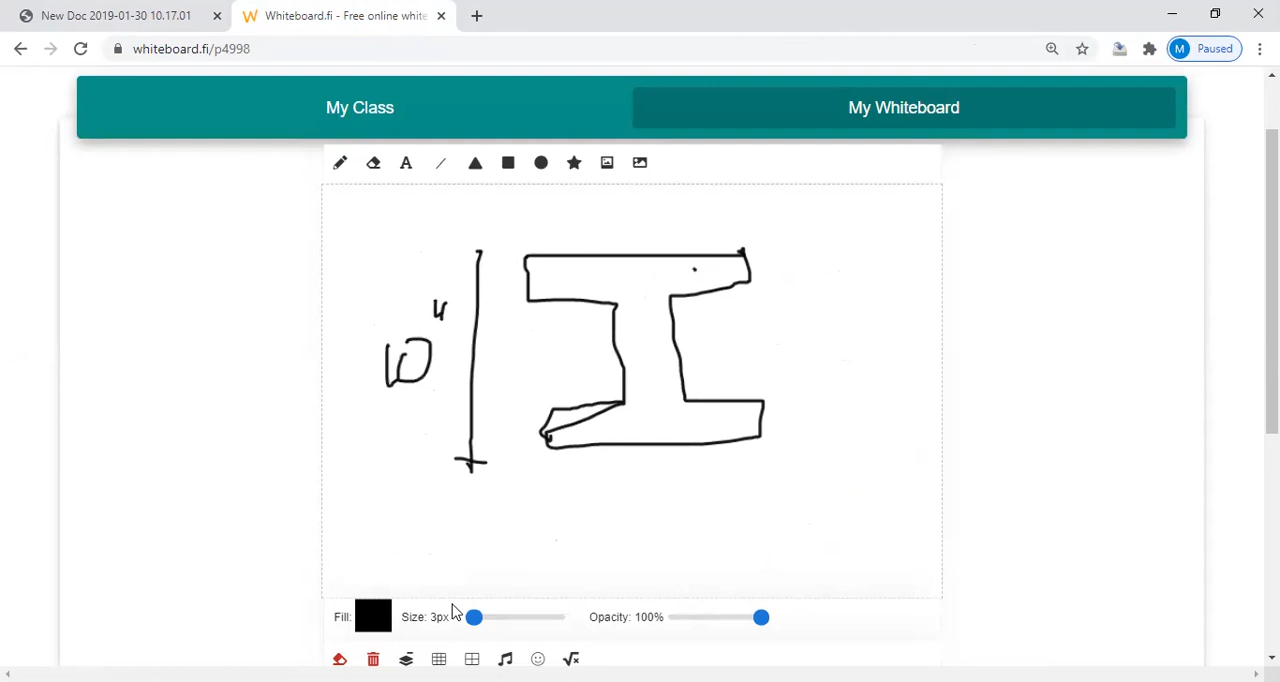 New Doc 2019-01-30 10.17.01
Whiteboard.fi - Free online white
whiteboard.fi/p4998
M Paused
My Class
My Whiteboard
A
10"
Fill:
Size: 3px
Opacity: 100%